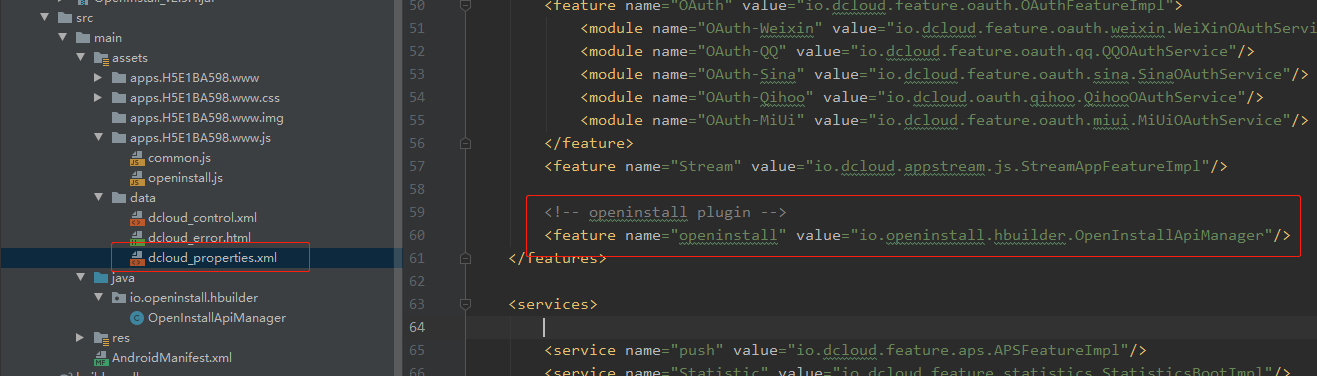 src
main
assets
apps.H5E1BA598.www
apps.H5E1BA598.www.css
apps.H5E1BA598.www.img
apps.H5E1BA598.www.js
common.js
openinstall.js
data
dcloud_control.xml
dcloud_error.html
dcloud_properties.xml
java
io.openinstall.hbuilder
OpenInstallApiManager
res
AndroidManifest.xml
50 <feature name="OAuth" value="io.dcloud.feature.oauth.OAuthFeatureImpl">
51 <module name="OAuth-Weixin" value="io.dcloud.feature.oauth.weixin.WeiXinOAuthServi
52 <module name="OAuth-QQ" value="io.dcloud.feature.oauth.qq.QQOAuthService"/>
53 <module name="OAuth-Sina" value="io.dcloud.feature.oauth.sina.SinaOAuthService"/>
54 <module name="OAuth-Qihoo" value="io.dcloud.oauth.qihoo.QihooOAuthService"/>
55 <module name="OAuth-MiUi" value="io.dcloud.feature.oauth.miui.MiUiOAuthService"/>
56 </feature>
57 <feature name="Stream" value="io.dcloud.appstream.js.StreamAppFeatureImpl"/>
58
59 <!-- openinstall plugin -->
60 <feature name="openinstall" value="io.openinstall.hbuilder.OpenInstallApiManager"/>
61 </features>
62
63 <services>
64
65 <service name="push" value="io.dcloud.feature.aps.APSFeatureImpl"/>
66 <service name="Statistic" value="io.dcloud.feature.statistics.StatisticsBootImpl"/>